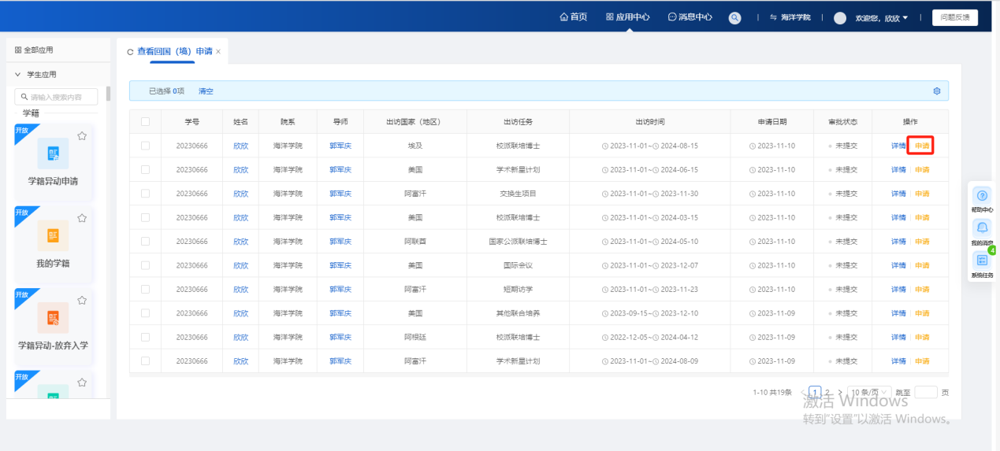 首页 应用中心 消息中心 海洋学院 欢迎您，欣欣 问题反馈
全部应用
查看回国（境）申请 ×
学生应用
请输入搜索内容
学籍
开放
学籍异动申请
开放
我的学籍
开放
学籍异动-放弃入学
开放
已选择 0项 清空
学号 姓名 院系 导师 出访国家（地区） 出访任务 出访时间 申请日期 审批状态 操作
20230666 欣欣 海洋学院 郭军庆 埃及 校派联培博士 2023-11-01~2024-08-15 2023-11-10 未提交 详情 申请
20230666 欣欣 海洋学院 郭军庆 美国 学术新星计划 2023-11-01~2024-06-15 2023-11-10 未提交 详情 申请
20230666 欣欣 海洋学院 郭军庆 阿富汗 交换生项目 2023-11-01~2023-11-30 2023-11-10 未提交 详情 申请
20230666 欣欣 海洋学院 郭军庆 美国 校派联培博士 2023-11-01~2024-03-15 2023-11-10 未提交 详情 申请
20230666 欣欣 海洋学院 郭军庆 阿联酋 国家公派联培博士 2023-11-01~2024-05-10 2023-11-10 未提交 详情 申请
20230666 欣欣 海洋学院 郭军庆 美国 国际会议 2023-11-01~2023-12-07 2023-11-10 未提交 详情 申请
20230666 欣欣 海洋学院 郭军庆 阿富汗 短期访学 2023-11-01~2023-11-23 2023-11-10 未提交 详情 申请
20230666 欣欣 海洋学院 郭军庆 美国 其他联合培养 2023-09-15~2023-12-10 2023-11-09 未提交 详情 申请
20230666 欣欣 海洋学院 郭军庆 阿根廷 校派联培博士 2022-12-05~2024-04-12 2023-11-09 未提交 详情 申请
20230666 欣欣 海洋学院 郭军庆 阿富汗 学术新星计划 2023-11-01~2024-08-09 2023-11-09 未提交 详情 申请
1-10 共19条 < 1 2 > 10 条/页 跳至 页
激活 Windows
转到"设置"以激活 Windows。
帮助中心
我的消息
4
系统任务